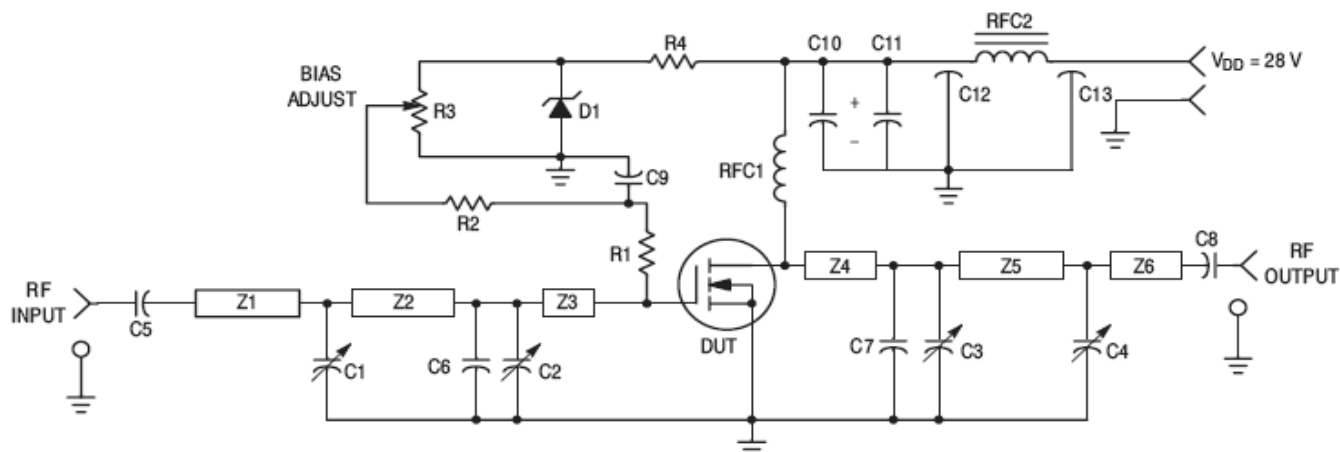 RFC2
R4
C10
C11
V_DD = 28 V
BIAS
ADJUST
R3
D1
C12
C13
+
−
RFC1
C9
R2
R1
C8
Z4
Z5
Z6
RF
OUTPUT
RF
INPUT
C5
Z1
Z2
Z3
DUT
C1
C6
C2
C7
C3
C4